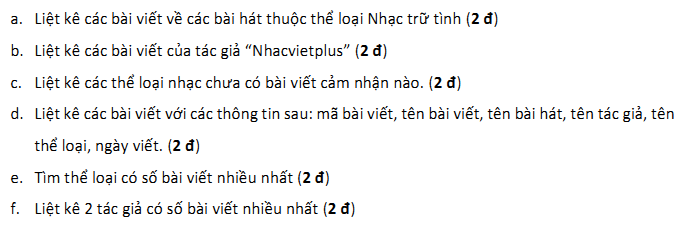 a. Liệt kê các bài viết về các bài hát thuộc thể loại Nhạc trữ tình (2 đ)
b. Liệt kê các bài viết của tác giả “Nhacvietplus” (2 đ)
c. Liệt kê các thể loại nhạc chưa có bài viết cảm nhận nào. (2 đ)
d. Liệt kê các bài viết với các thông tin sau: mã bài viết, tên bài viết, tên bài hát, tên tác giả, tên
thể loại, ngày viết. (2 đ)
e. Tìm thể loại có số bài viết nhiều nhất (2 đ)
f. Liệt kê 2 tác giả có số bài viết nhiều nhất (2 đ)